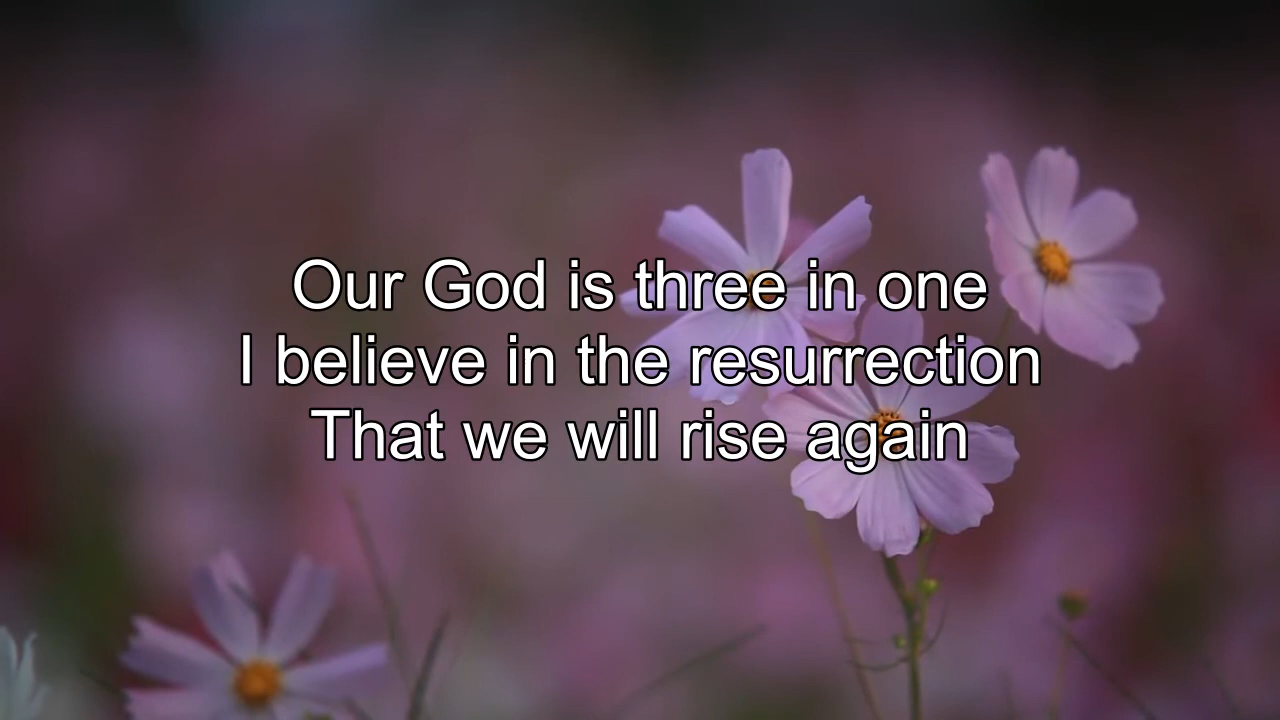 Our God is three in one
I believe in the resurrection
That we will rise again